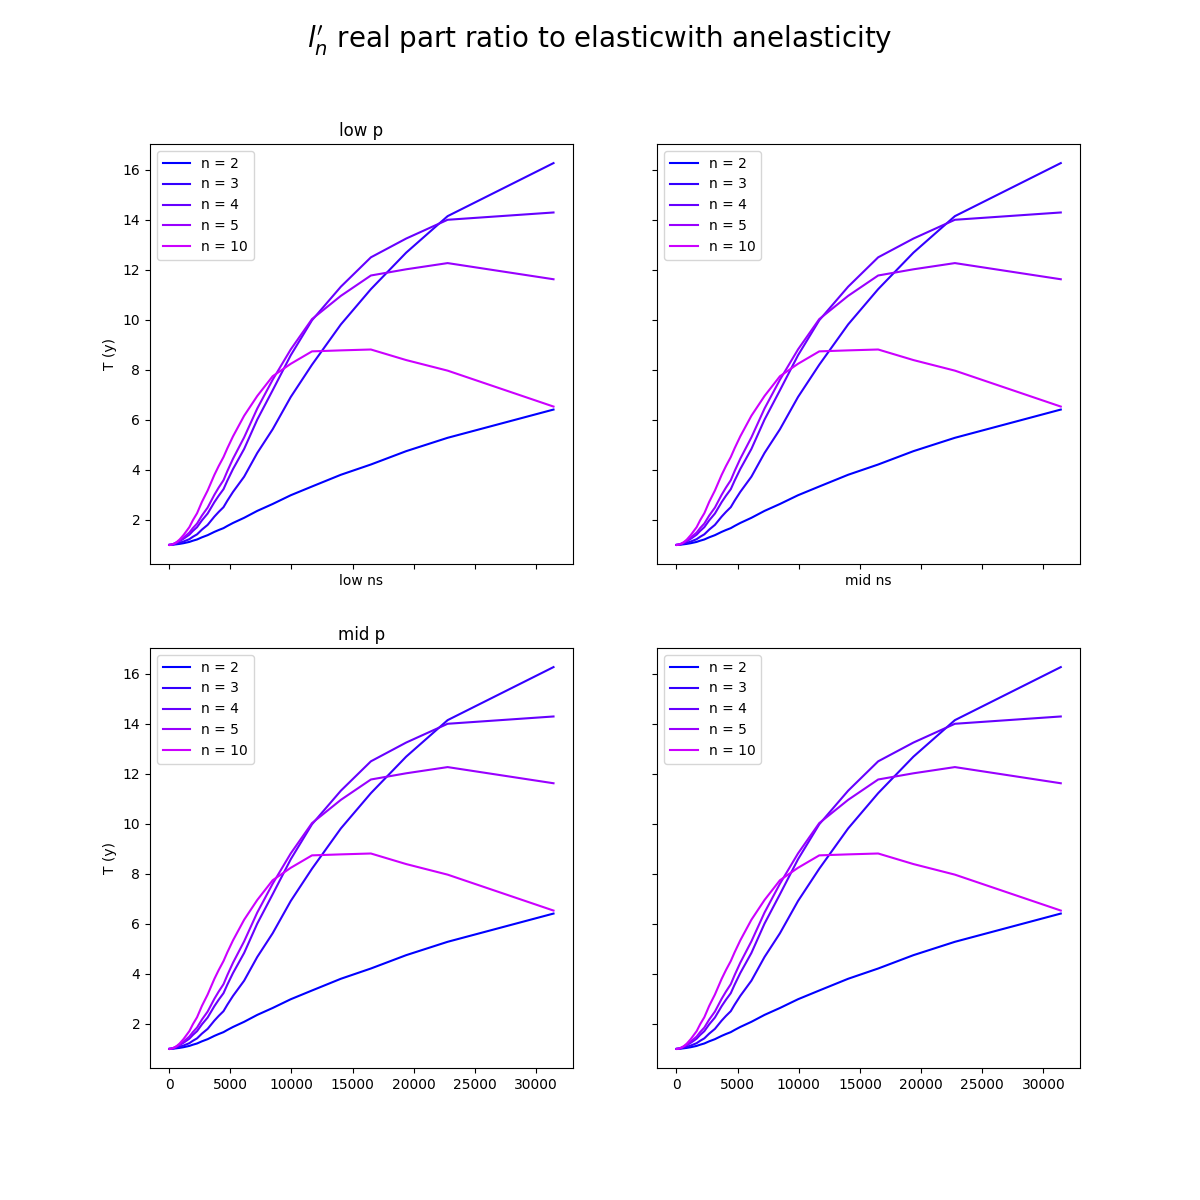 l′n real part ratio to elasticwith anelasticity
low p
n = 2
n = 3
n = 4
n = 5
n = 10
16
14
12
10
8
6
4
2
T (y)
low ns
n = 2
n = 3
n = 4
n = 5
n = 10
mid ns
mid p
n = 2
n = 3
n = 4
n = 5
n = 10
16
14
12
10
8
6
4
2
T (y)
0 5000 10000 15000 20000 25000 30000
n = 2
n = 3
n = 4
n = 5
n = 10
0 5000 10000 15000 20000 25000 30000